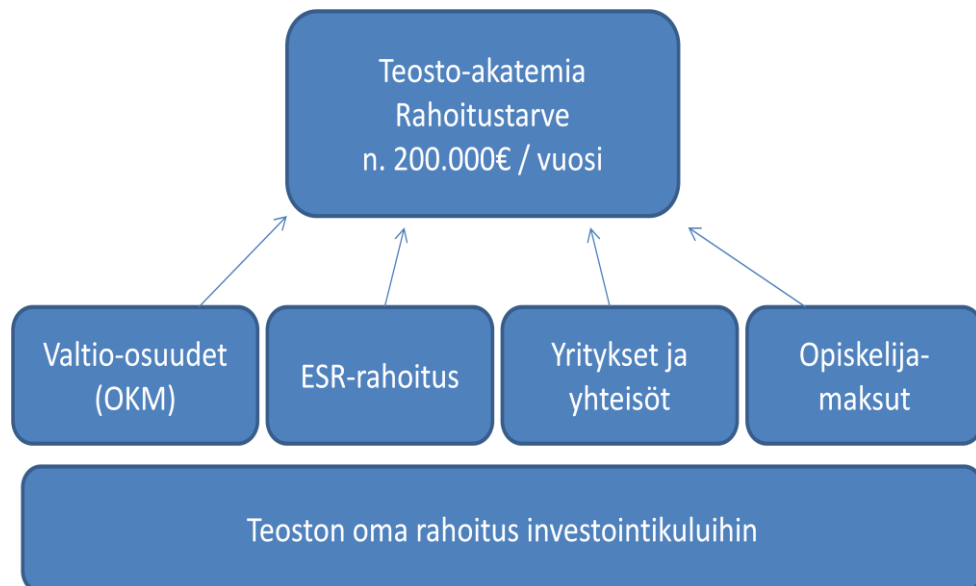 Teosto-akatemia
Rahoitustarve
n. 200.000€ / vuosi
Valtio-osuudet
(OKM)
ESR-rahoitus
Yritykset ja
yhteisöt
Opiskelija-
maksut
Teoston oma rahoitus investointikuluihin